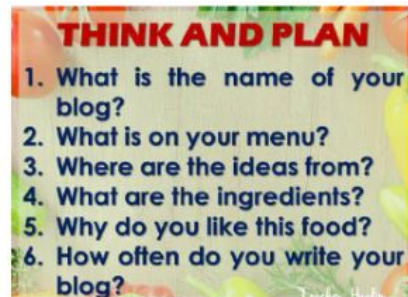 THINK AND PLAN
1. What is the name of your
blog?
2. What is on your menu?
3. Where are the ideas from?
4. What are the ingredients?
5. Why do you like this food?
6. How often do you write your
blog?